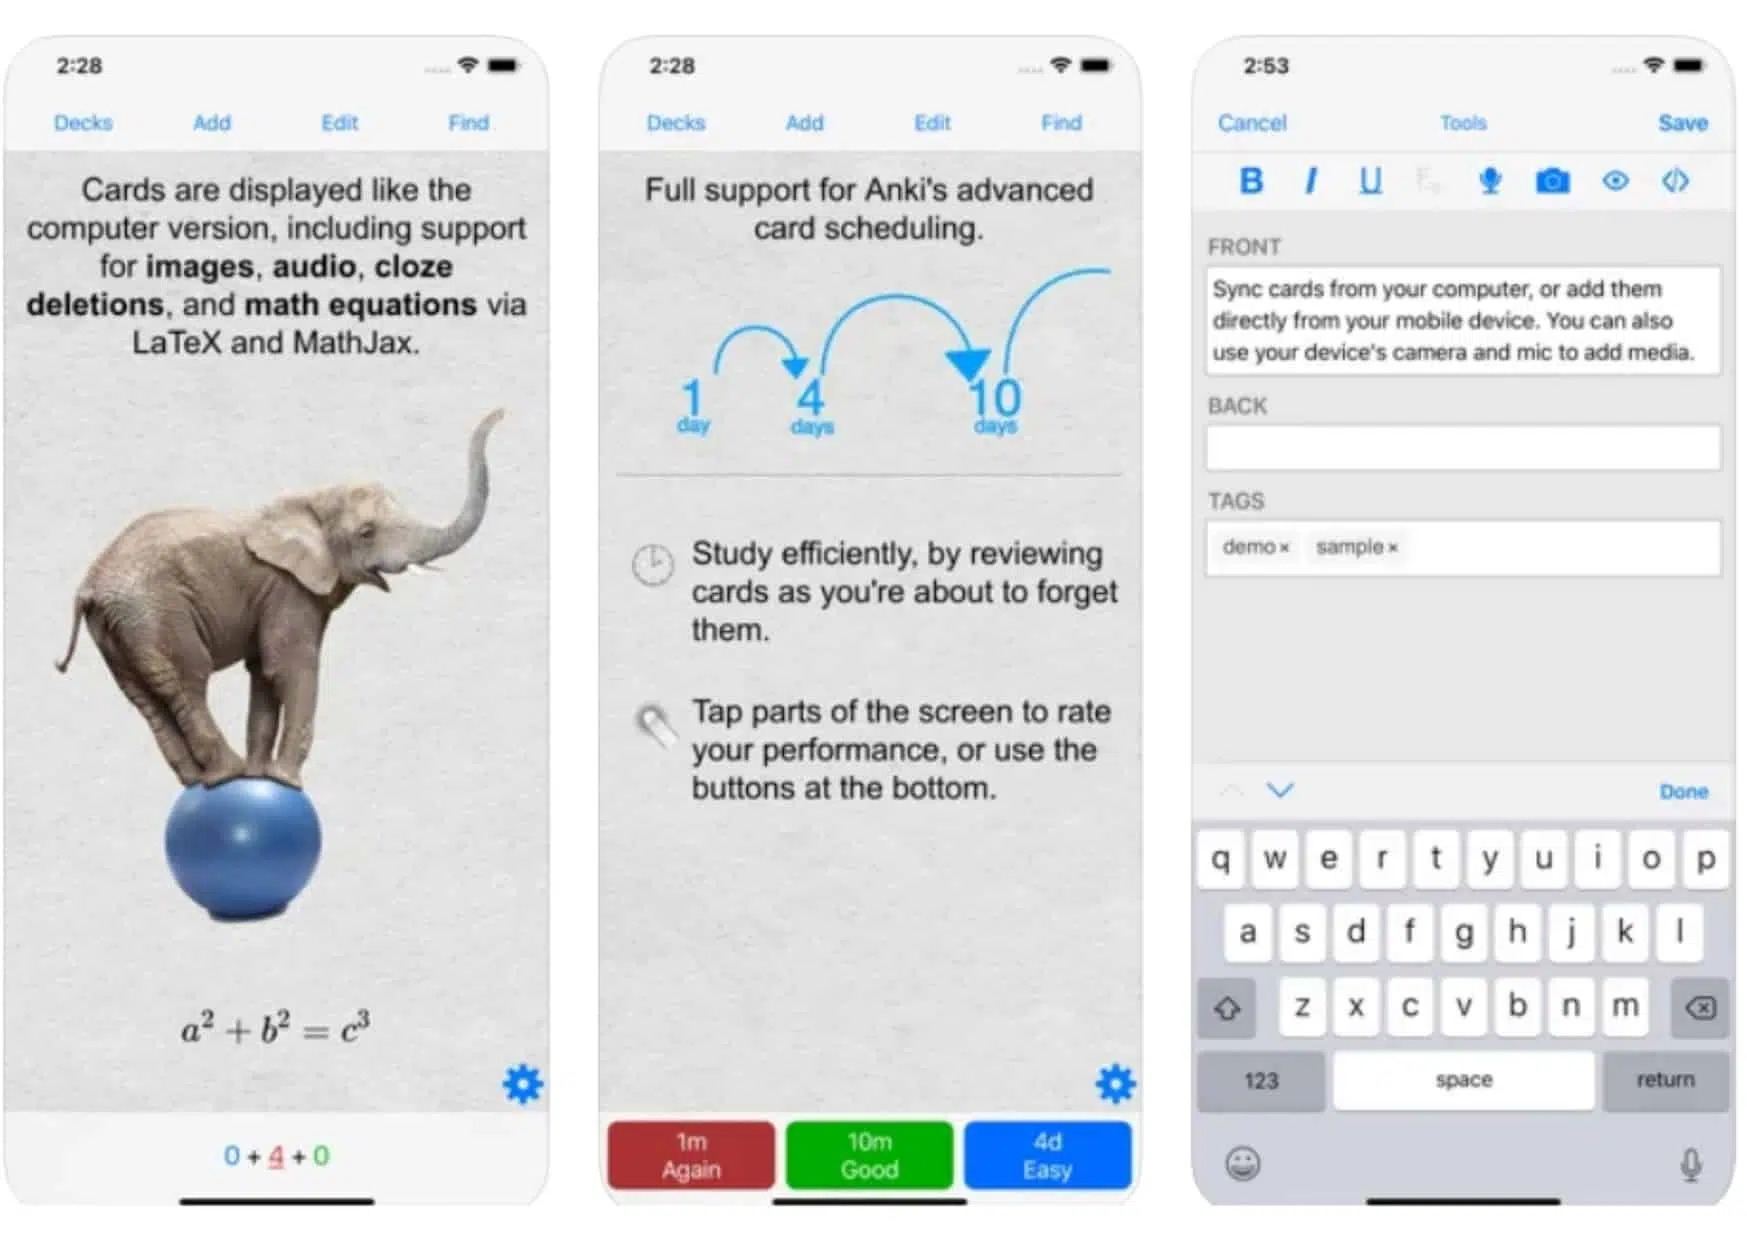 2:28
Decks Add Edit Find
Cards are displayed like the
computer version, including support
for images, audio, cloze
deletions, and math equations via
LaTeX and MathJax.
a² + b² = c³
0 + 4 + 0
2:28
Decks Add Edit Find
Full support for Anki's advanced
card scheduling.
1 4 10
day days days
Study efficiently, by reviewing
cards as you're about to forget
them.
Tap parts of the screen to rate
your performance, or use the
buttons at the bottom.
1m 10m 4d
Again Good Easy
2:53
Cancel Tools Save
B I U
FRONT
Sync cards from your computer, or add them
directly from your mobile device. You can also
use your device's camera and mic to add media.
BACK
TAGS
demo × sample ×
Done
q w e r t y u i o p
a s d f g h j k l
z x c v b n m
123 space return